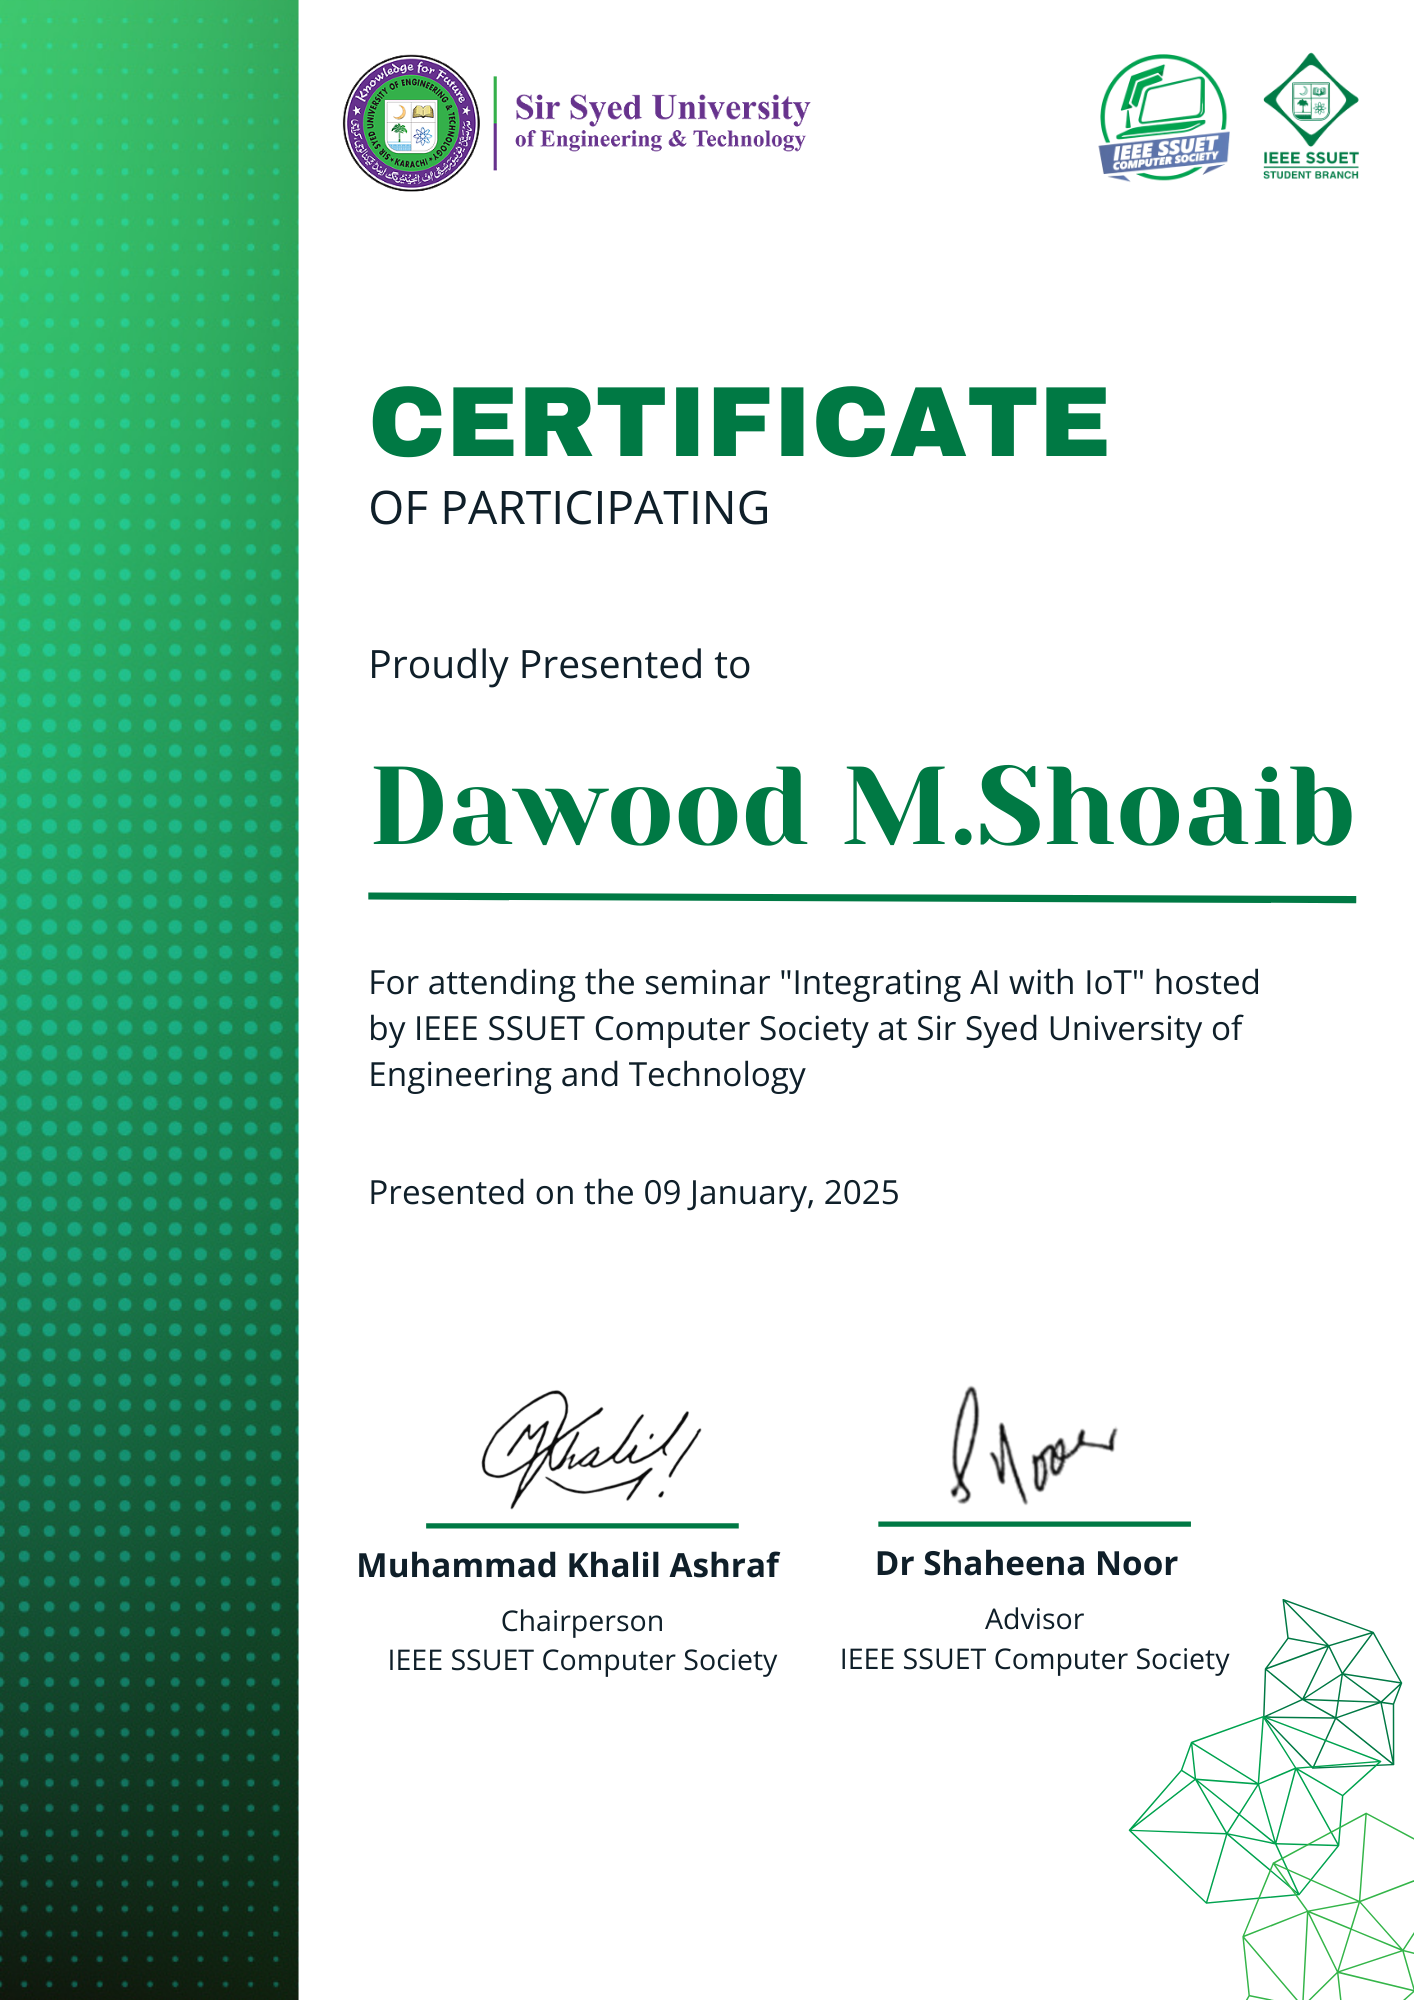 Knowledge for Future
SIR SYED UNIVERSITY OF ENGINEERING & TECHNOLOGY
KARACHI
Sir Syed University
of Engineering & Technology
IEEE SSUET
COMPUTER SOCIETY
IEEE SSUET
STUDENT BRANCH
CERTIFICATE
OF PARTICIPATING
Proudly Presented to
Dawood M.Shoaib
For attending the seminar "Integrating AI with IoT" hosted
by IEEE SSUET Computer Society at Sir Syed University of
Engineering and Technology
Presented on the 09 January, 2025
MKhalil
S Noor
Muhammad Khalil Ashraf
Chairperson
IEEE SSUET Computer Society
Dr Shaheena Noor
Advisor
IEEE SSUET Computer Society